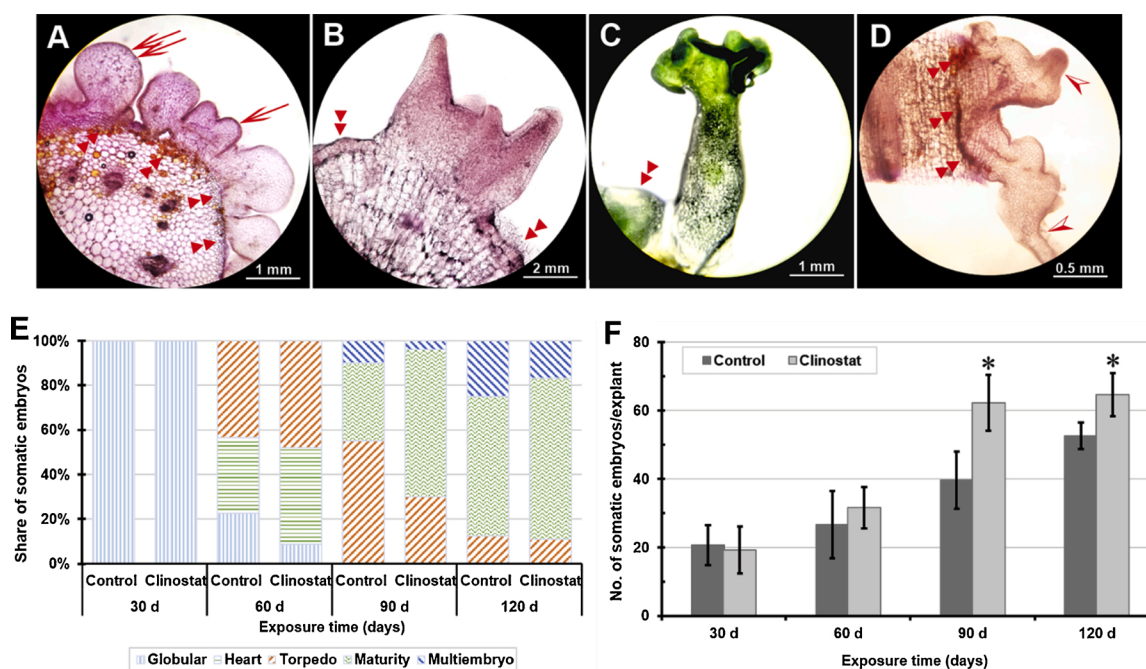 A
B
C
D
1 mm
2 mm
1 mm
0.5 mm
E
100%
80%
60%
40%
20%
0%
Share of somatic embryos
Control Clinostat Control Clinostat Control Clinostat Control Clinostat
30 d 60 d 90 d 120 d
Exposure time (days)
Globular Heart Torpedo Maturity Multiembryo
F
80
60
40
20
0
No. of somatic embryos/explant
Control Clinostat
* *
30 d 60 d 90 d 120 d
Exposure time (days)